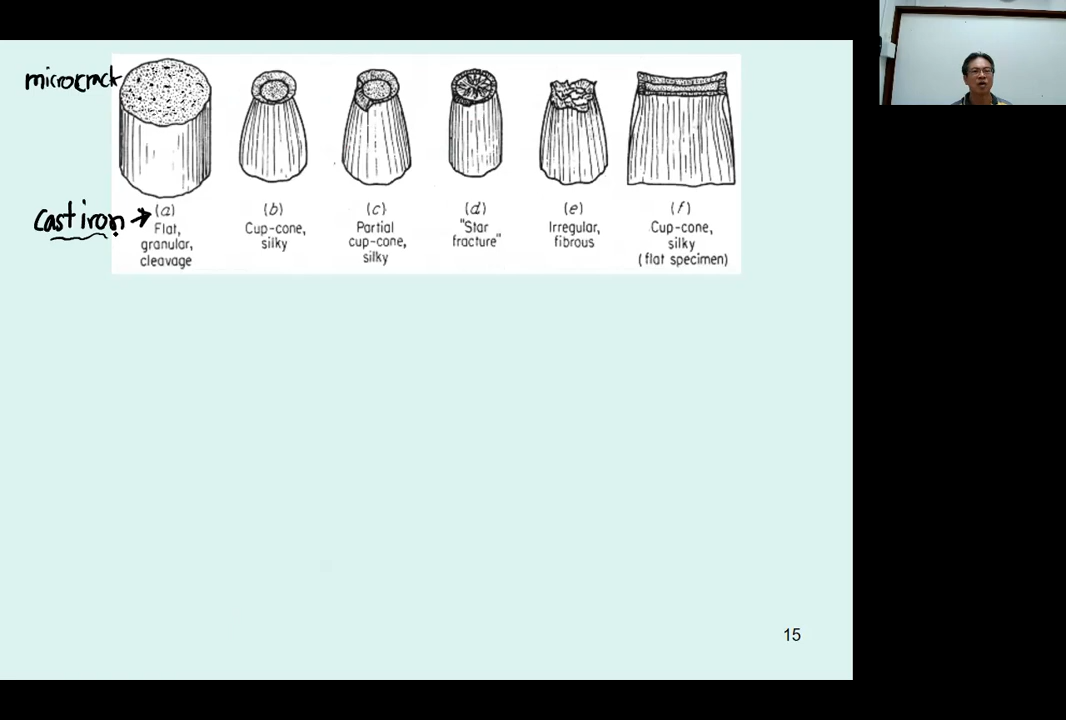 microcrack
cast iron → (a)
Flat,
granular,
cleavage
(b)
Cup-cone,
silky
(c)
Partial
cup-cone,
silky
(d)
"Star
fracture"
(e)
Irregular,
fibrous
(f)
Cup-cone,
silky
(flat specimen)
15